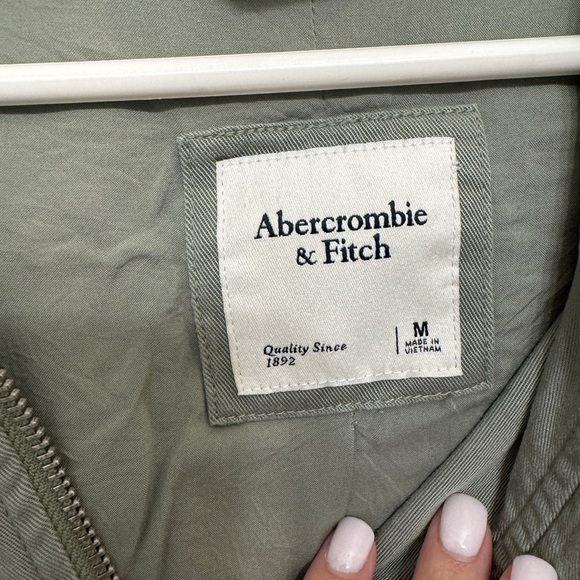 Abercrombie
& Fitch
Quality Since
1892
M
MADE IN
VIETNAM